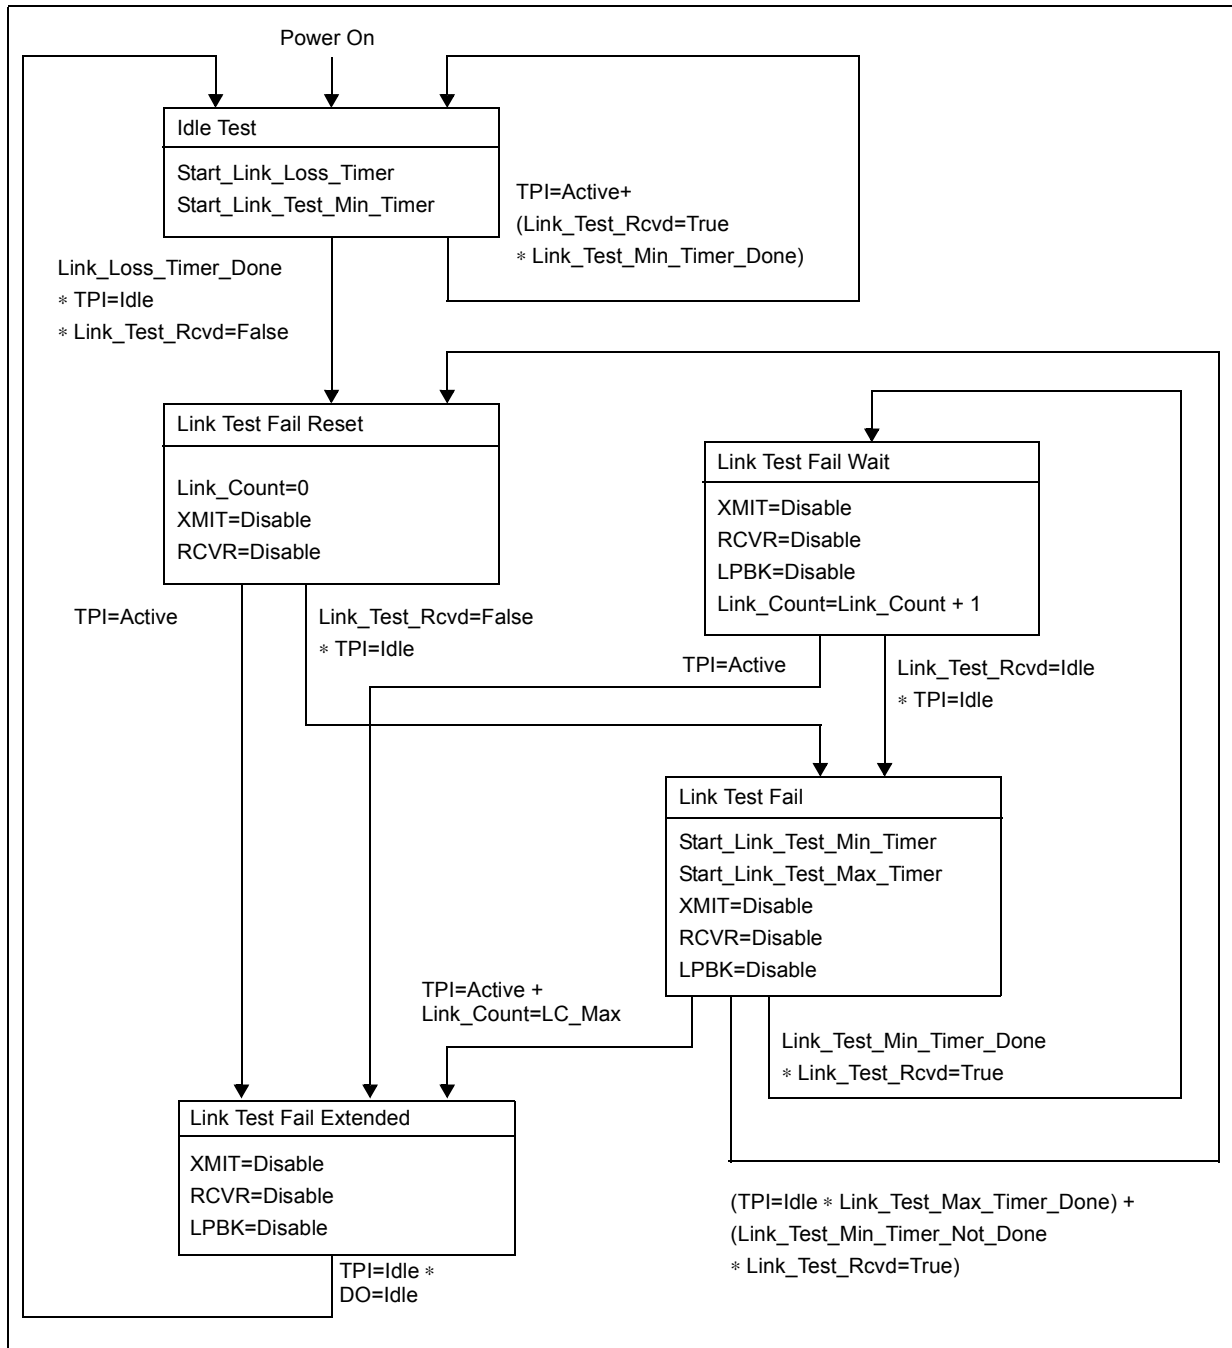 Power On
Idle Test
Start_Link_Loss_Timer
Start_Link_Test_Min_Timer
TPI=Active+
(Link_Test_Rcvd=True
* Link_Test_Min_Timer_Done)
Link_Loss_Timer_Done
* TPI=Idle
* Link_Test_Rcvd=False
Link Test Fail Reset
Link_Count=0
XMIT=Disable
RCVR=Disable
Link Test Fail Wait
XMIT=Disable
RCVR=Disable
LPBK=Disable
Link_Count=Link_Count + 1
TPI=Active
Link_Test_Rcvd=False
* TPI=Idle
TPI=Active
Link_Test_Rcvd=Idle
* TPI=Idle
Link Test Fail
Start_Link_Test_Min_Timer
Start_Link_Test_Max_Timer
XMIT=Disable
RCVR=Disable
LPBK=Disable
TPI=Active +
Link_Count=LC_Max
Link_Test_Min_Timer_Done
* Link_Test_Rcvd=True
Link Test Fail Extended
XMIT=Disable
RCVR=Disable
LPBK=Disable
(TPI=Idle * Link_Test_Max_Timer_Done) +
(Link_Test_Min_Timer_Not_Done
* Link_Test_Rcvd=True)
TPI=Idle *
DO=Idle